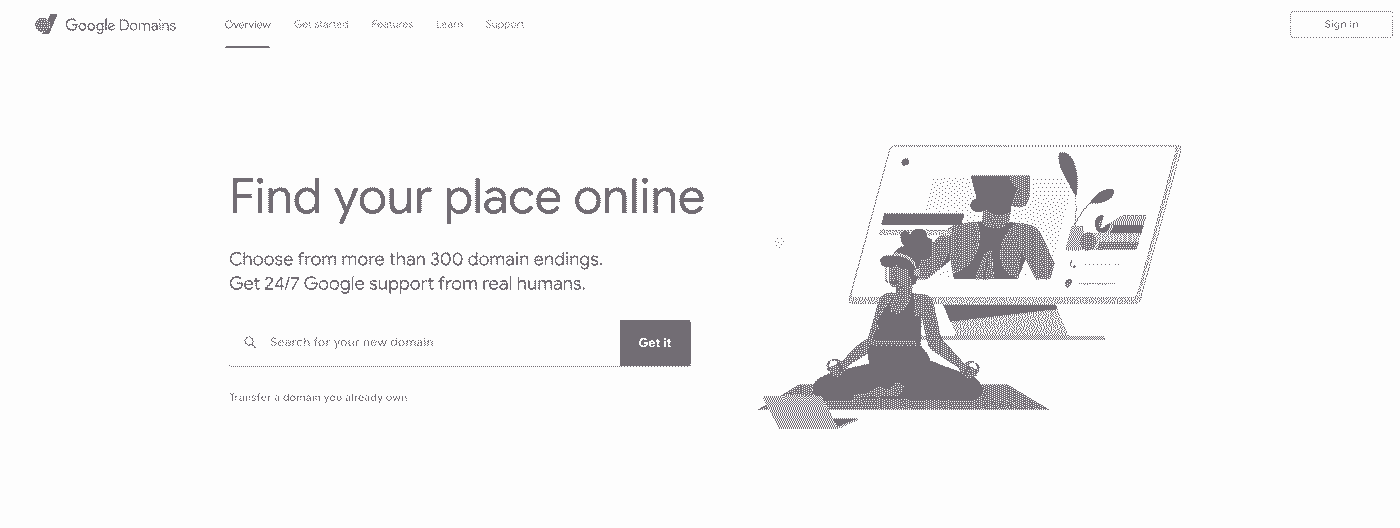 Google Domains
Overview
Get started
Features
Learn
Support
Sign in
Find your place online
Choose from more than 300 domain endings.
Get 24/7 Google support from real humans.
Search for your new domain
Get it
Transfer a domain you already own